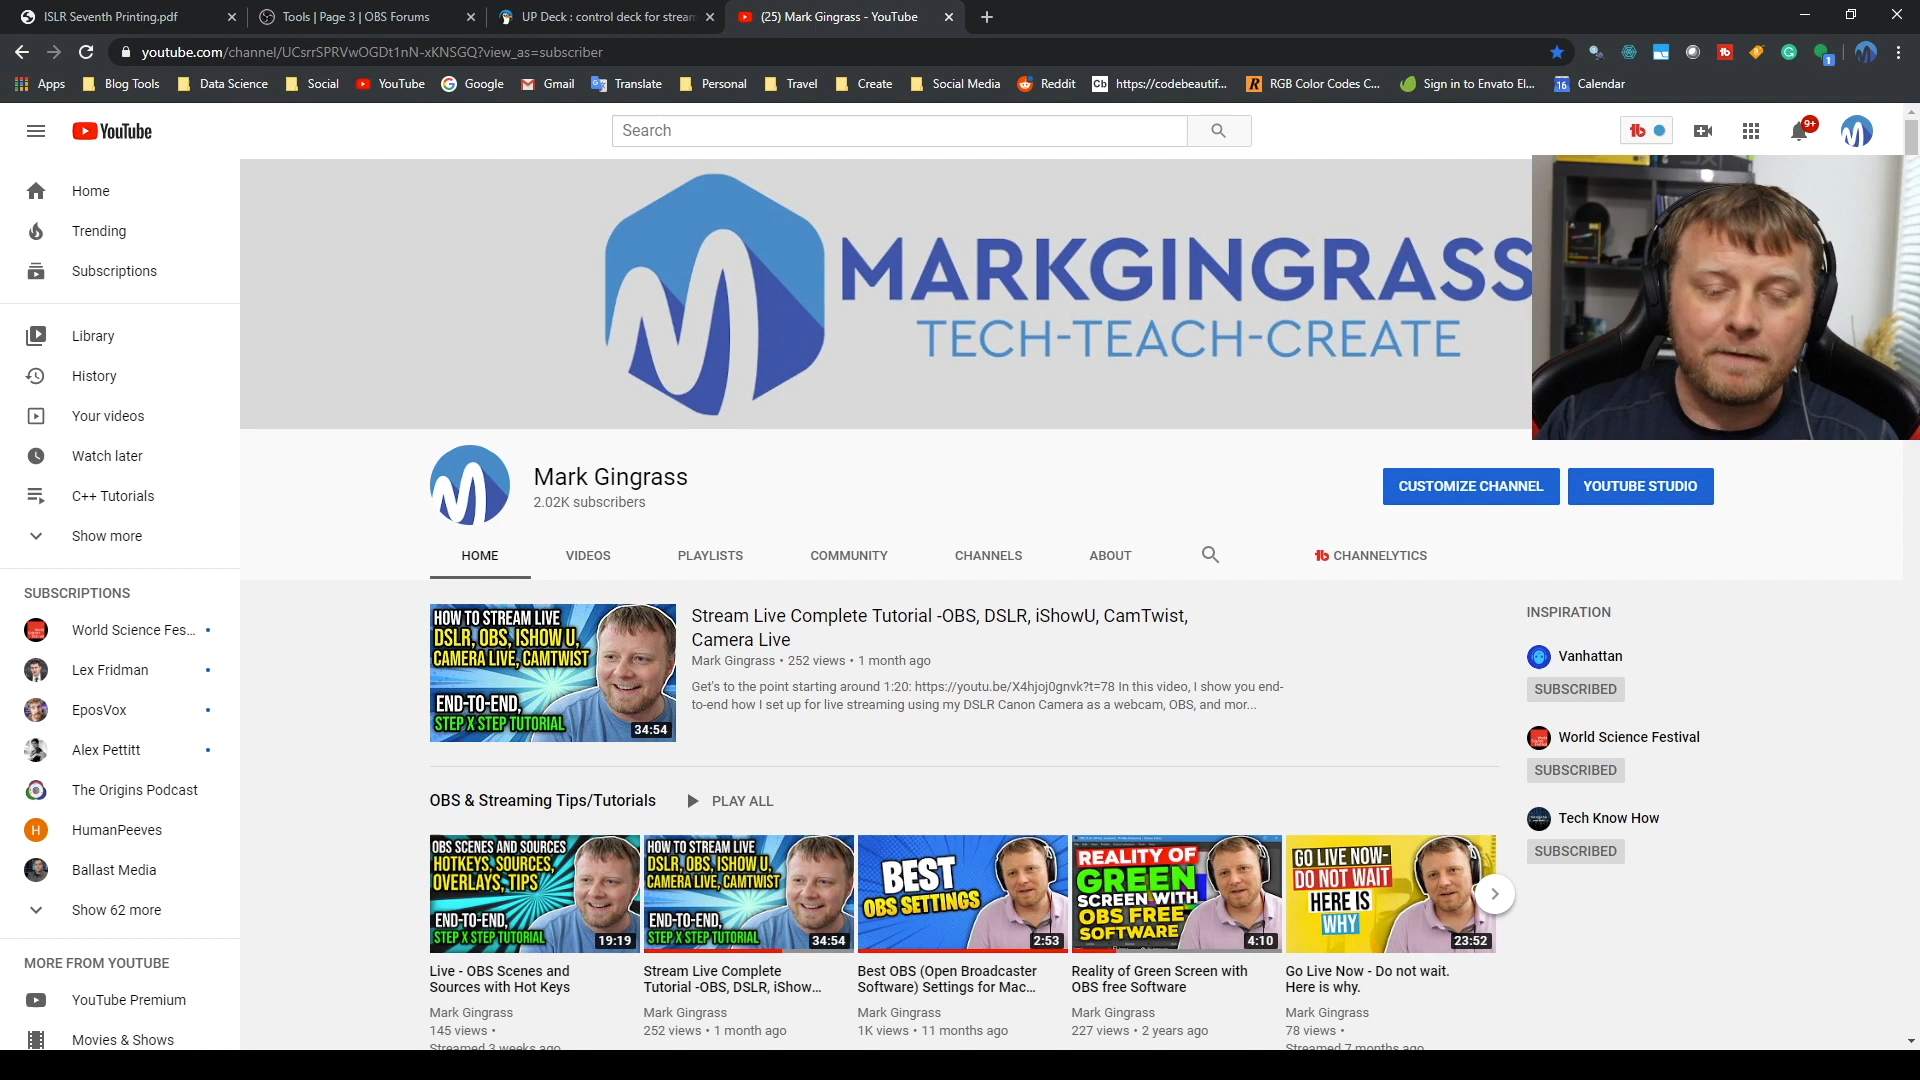 ISLR Seventh Printing.pdf
Tools | Page 3 | OBS Forums
UP Deck : control deck for strean
(25) Mark Gingrass - YouTube
youtube.com/channel/UCsrrSPRVwOGDt1nN-xKNSGQ?view_as=subscriber
Apps
Blog Tools
Data Science
Social
YouTube
Google
Gmail
Translate
Personal
Travel
Create
Social Media
Reddit
https://codebeautif...
RGB Color Codes C...
Sign in to Envato El...
Calendar
YouTube
Search
9+
Home
Trending
Subscriptions
Library
History
Your videos
Watch later
C++ Tutorials
Show more
SUBSCRIPTIONS
World Science Fes...
Lex Fridman
EposVox
Alex Pettitt
The Origins Podcast
HumanPeeves
Ballast Media
Show 62 more
MORE FROM YOUTUBE
YouTube Premium
Movies & Shows
MARKGINGRASS
TECH-TEACH-CREATE
Mark Gingrass
2.02K subscribers
CUSTOMIZE CHANNEL
YOUTUBE STUDIO
HOME
VIDEOS
PLAYLISTS
COMMUNITY
CHANNELS
ABOUT
CHANNELYTICS
HOW TO STREAM LIVE
DSLR, OBS, ISHOW U,
CAMERA LIVE, CAMTWIST
END-TO-END,
STEP X STEP TUTORIAL
34:54
Stream Live Complete Tutorial -OBS, DSLR, iShowU, CamTwist,
Camera Live
Mark Gingrass • 252 views • 1 month ago
Get's to the point starting around 1:20: https://youtu.be/X4hjoj0gnvk?t=78 In this video, I show you end-
to-end how I set up for live streaming using my DSLR Canon Camera as a webcam, OBS, and mor...
INSPIRATION
Vanhattan
SUBSCRIBED
World Science Festival
SUBSCRIBED
Tech Know How
SUBSCRIBED
OBS & Streaming Tips/Tutorials
PLAY ALL
OBS SCENES AND SOURCES
HOTKEYS, SOURCES,
OVERLAYS, TIPS
END-TO-END,
STEP X STEP TUTORIAL
19:19
Live - OBS Scenes and
Sources with Hot Keys
Mark Gingrass
145 views •
Streamed 3 weeks ago
HOW TO STREAM LIVE
DSLR, OBS, ISHOW U,
CAMERA LIVE, CAMTWIST
END-TO-END,
STEP X STEP TUTORIAL
34:54
Stream Live Complete
Tutorial -OBS, DSLR, iShow...
Mark Gingrass
252 views • 1 month ago
BEST
OBS SETTINGS
2:53
Best OBS (Open Broadcaster
Software) Settings for Mac...
Mark Gingrass
1K views • 11 months ago
REALITY OF
GREEN
SCREEN WITH
OBS FREE
SOFTWARE
4:10
Reality of Green Screen with
OBS free Software
Mark Gingrass
227 views • 2 years ago
GO LIVE NOW-
DO NOT WAIT
HERE IS
WHY
23:52
Go Live Now - Do not wait.
Here is why.
Mark Gingrass
78 views •
Streamed 7 months ago